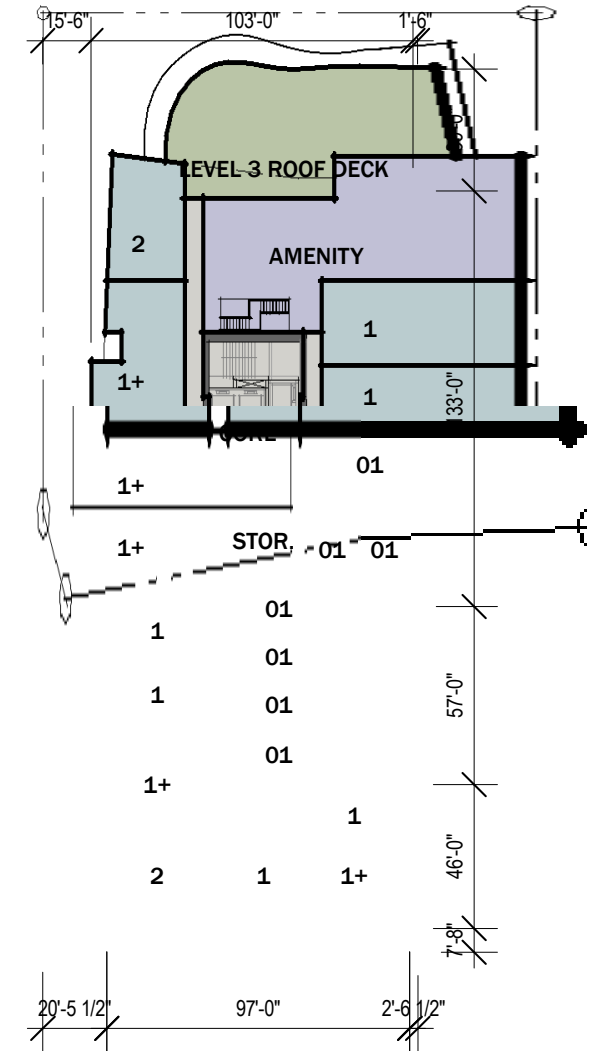 15'-6" 103'-0" 1'-6"
LEVEL 3 ROOF DECK
2
AMENITY
1
1+
1
133'-0"
CORE
01
1+
STOR.
1+
01 01
01
1
01
57'-0"
1
01
01
1+
1
46'-0"
2 1 1+
7'-8"
20'-5 1/2" 97'-0" 2'-6 1/2"